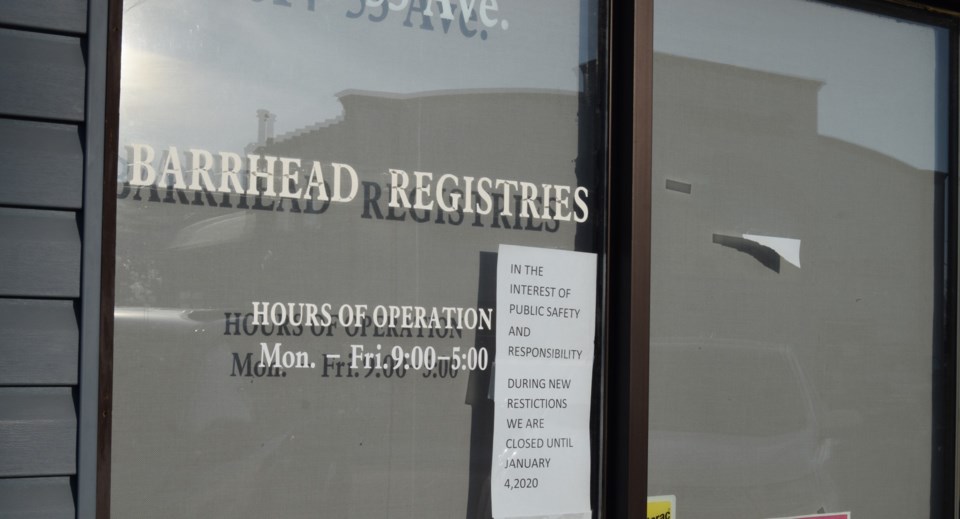 Ave.
BARRHEAD REGISTRIES
HOURS OF OPERATION
Mon. – Fri. 9:00–5:00
IN THE
INTEREST OF
PUBLIC SAFETY
AND
RESPONSIBILITY
DURING NEW
RESTICTIONS
WE ARE
CLOSED UNTIL
JANUARY
4,2020